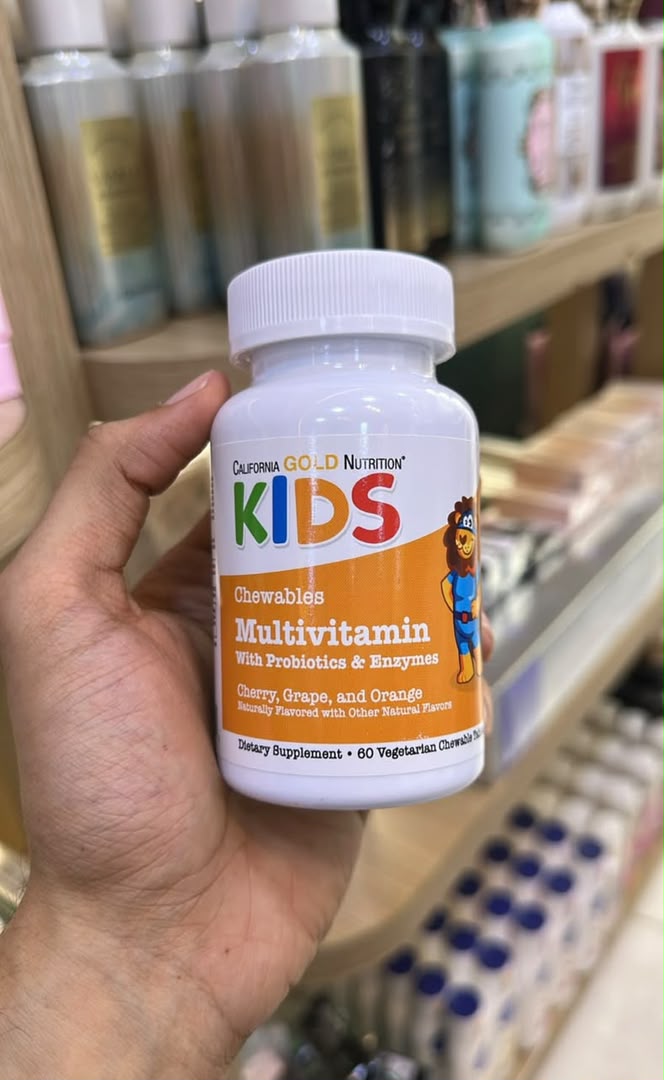 CALIFORNIA GOLD NUTRITION®
KIDS
Chewables
Multivitamin
With Probiotics & Enzymes
Cherry, Grape, and Orange
Naturally Flavored with Other Natural Flavors
Dietary Supplement • 60 Vegetarian Chewable